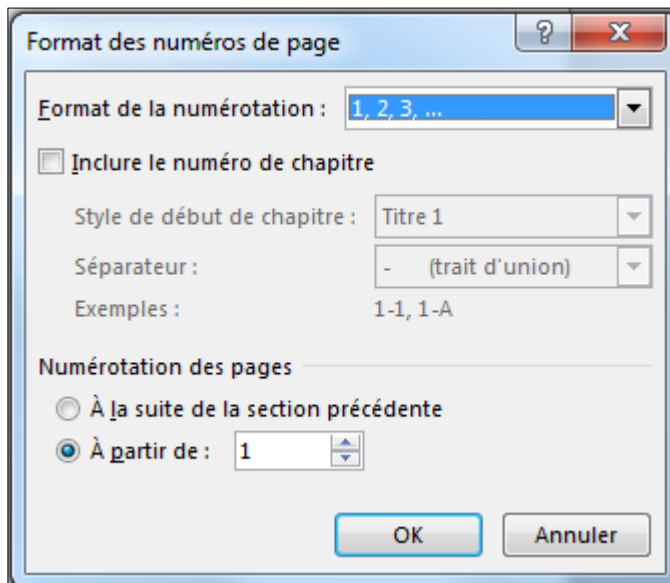 Format des numéros de page
Format de la numérotation : 1, 2, 3, ...
Inclure le numéro de chapitre
Style de début de chapitre : Titre 1
Séparateur : - (trait d'union)
Exemples : 1-1, 1-A
Numérotation des pages
À la suite de la section précédente
À partir de : 1
OK Annuler